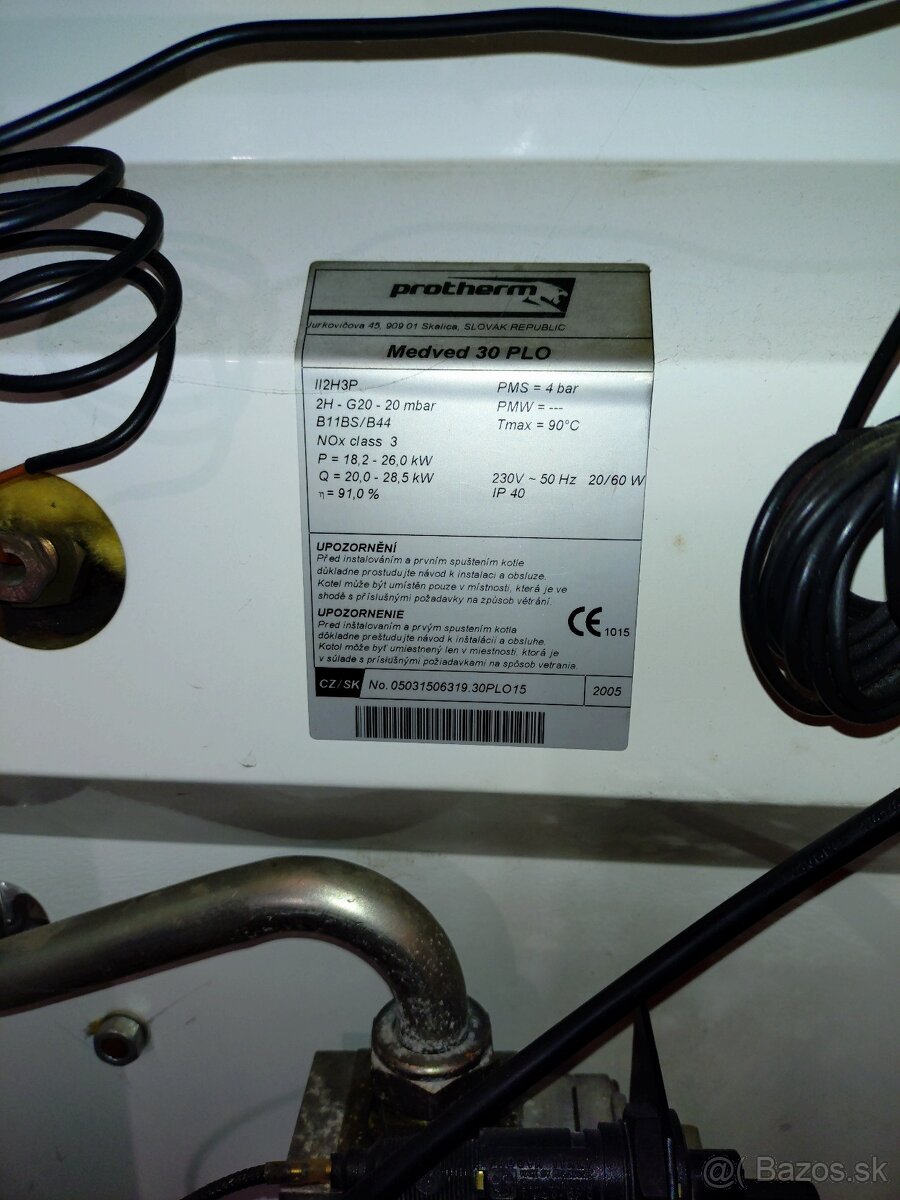 protherm
Jurkovičova 45, 909 01 Skalica, SLOVAK REPUBLIC
Medved 30 PLO
II2H3P
2H - G20 - 20 mbar
B11BS/B44
NOx class 3
P = 18,2 - 26,0 kW
Q = 20,0 - 28,5 kW
η = 91,0 %
PMS = 4 bar
PMW = ---
Tmax = 90°C
230V ~ 50 Hz 20/60 W
IP 40
UPOZORNĚNÍ
Před instalováním a prvním spuštením kotle
důkladne prostudujte návod k instalaci a obsluze.
Kotel může být umístěn pouze v místnosti, která je ve
shodě s příslušnými požadavky na způsob větrání.
UPOZORNENIE
Pred inštalovaním a prvým spustením kotla
dôkladne preštudujte návod k inštalácii a obsluhe.
Kotol môže byť umiestnený len v miestnosti, ktorá je
v súlade s príslušnými požiadavkami na spôsob vetrania.
CE 1015
CZ/SK No. 05031506319.30PLO15 2005
@( Bazos.sk